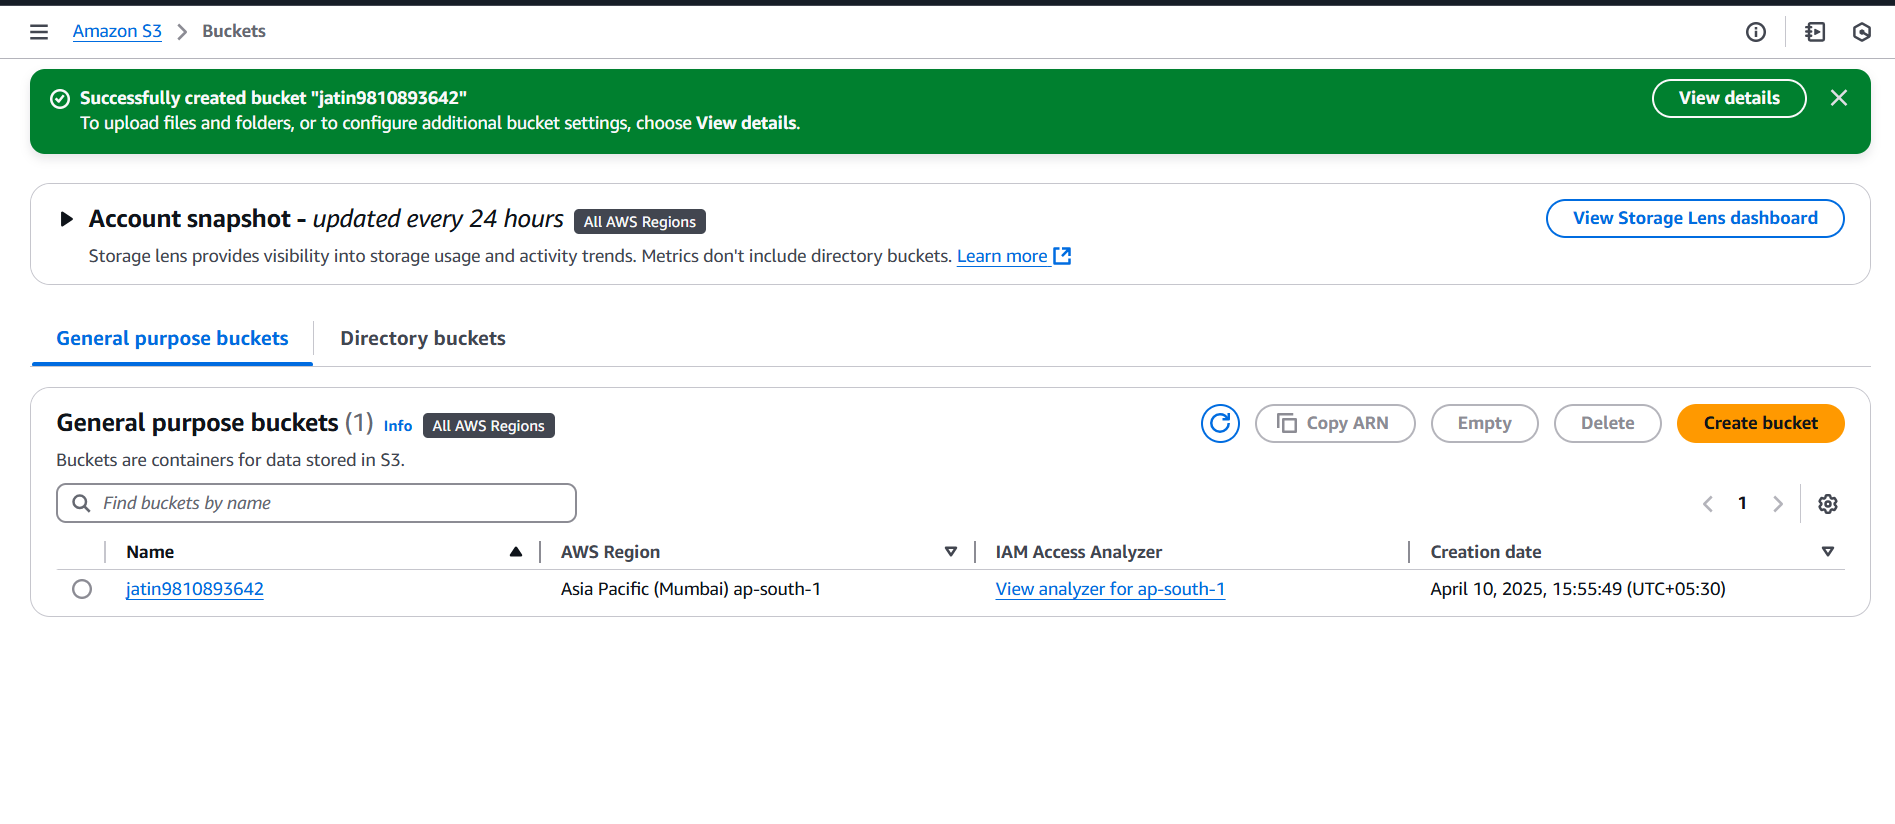 Amazon S3 > Buckets
Successfully created bucket "jatin9810893642"
To upload files and folders, or to configure additional bucket settings, choose View details.
View details
Account snapshot - updated every 24 hours All AWS Regions
View Storage Lens dashboard
Storage lens provides visibility into storage usage and activity trends. Metrics don't include directory buckets. Learn more
General purpose buckets Directory buckets
General purpose buckets (1) Info All AWS Regions
Copy ARN Empty Delete Create bucket
Buckets are containers for data stored in S3.
Find buckets by name
1
Name AWS Region IAM Access Analyzer Creation date
jatin9810893642 Asia Pacific (Mumbai) ap-south-1 View analyzer for ap-south-1 April 10, 2025, 15:55:49 (UTC+05:30)